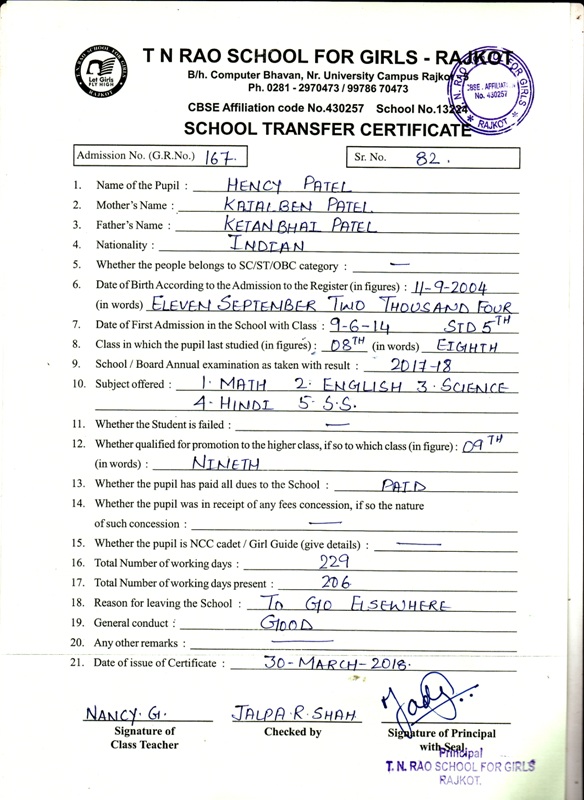 T N RAO SCHOOL FOR GIRLS
Let Girls
FLY HIGH
RAJKOT
T N RAO SCHOOL FOR GIRLS - RAJKOT
B/h. Computer Bhavan, Nr. University Campus Rajkot
Ph. 0281 - 2970473 / 99786 70473
CBSE Affiliation code No.430257 School No.13224
T. N. RAO SCHOOL FOR GIRLS
CBSE. AFFILIAT
No. 430257
* RAJKOT *
SCHOOL TRANSFER CERTIFICATE
Admission No. (G.R.No.) 167. Sr. No. 82.
1. Name of the Pupil : HENCY PATEL
2. Mother's Name : KAJALBEN PATEL
3. Father's Name : KETANBHAI PATEL
4. Nationality : INDIAN
5. Whether the people belongs to SC/ST/OBC category : —
6. Date of Birth According to the Admission to the Register (in figures) : 11-9-2004
(in words) ELEVEN SEPTEMBER TWO THOUSAND FOUR
7. Date of First Admission in the School with Class : 9-6-14 STD 5TH
8. Class in which the pupil last studied (in figures) : 08TH (in words) EIGHTH
9. School / Board Annual examination as taken with result : 2017-18
10. Subject offered : 1. MATH 2. ENGLISH 3. SCIENCE
4. HINDI 5. S.S.
11. Whether the Student is failed : —
12. Whether qualified for promotion to the higher class, if so to which class (in figure) : 09TH
(in words) : NINETH
13. Whether the pupil has paid all dues to the School : PAID
14. Whether the pupil was in receipt of any fees concession, if so the nature
of such concession : —
15. Whether the pupil is NCC cadet / Girl Guide (give details) : —
16. Total Number of working days : 229
17. Total Number of working days present : 206
18. Reason for leaving the School : TO GO ELSEWHERE
19. General conduct : GOOD
20. Any other remarks : —
21. Date of issue of Certificate : 30-MARCH-2018.
NANCY. G. JALPA. R. SHAH
Signature of Checked by Signature of Principal
Class Teacher with Seal
Principal
T. N. RAO SCHOOL FOR GIRLS
RAJKOT.